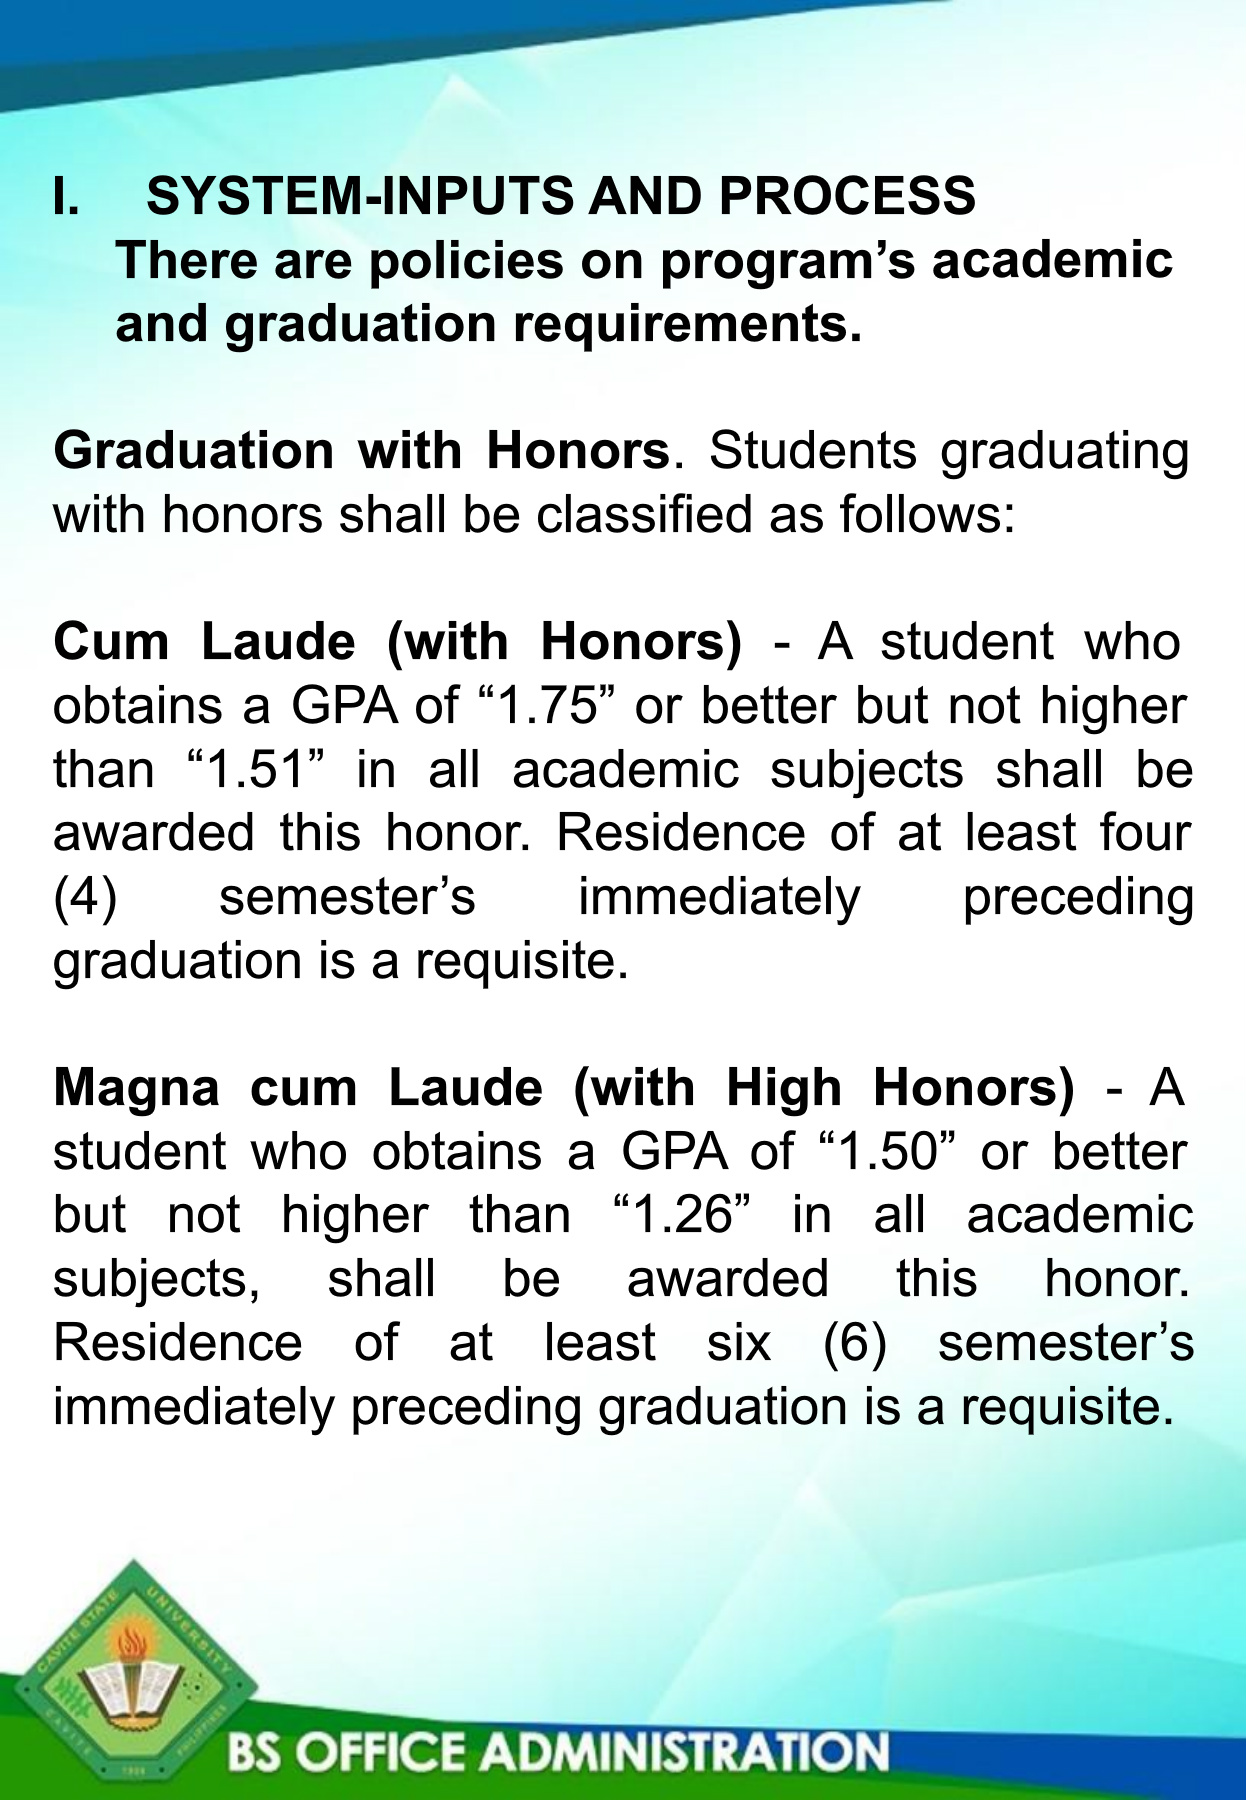 I. SYSTEM-INPUTS AND PROCESS
There are policies on program’s academic
and graduation requirements.
Graduation with Honors. Students graduating
with honors shall be classified as follows:
Cum Laude (with Honors) - A student who
obtains a GPA of “1.75” or better but not higher
than “1.51” in all academic subjects shall be
awarded this honor. Residence of at least four
(4) semester’s immediately preceding
graduation is a requisite.
Magna cum Laude (with High Honors) - A
student who obtains a GPA of “1.50” or better
but not higher than “1.26” in all academic
subjects, shall be awarded this honor.
Residence of at least six (6) semester’s
immediately preceding graduation is a requisite.
CAVITE STATE UNIVERSITY
CAVITE PHILIPPINES
1906
BS OFFICE ADMINISTRATION